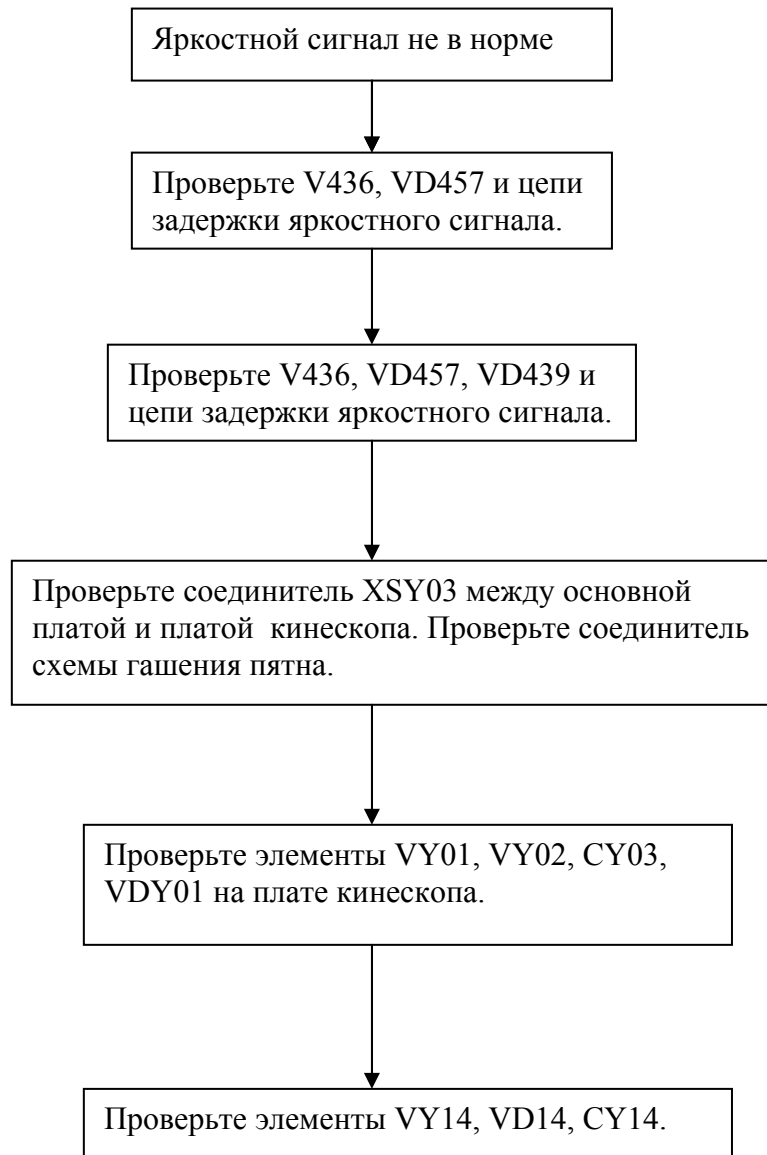 Яркостной сигнал не в норме
Проверьте V436, VD457 и цепи
задержки яркостного сигнала.
Проверьте V436, VD457, VD439 и
цепи задержки яркостного сигнала.
Проверьте соединитель XSY03 между основной
платой и платой кинескопа. Проверьте соединитель
схемы гашения пятна.
Проверьте элементы VY01, VY02, CY03,
VDY01 на плате кинескопа.
Проверьте элементы VY14, VD14, CY14.